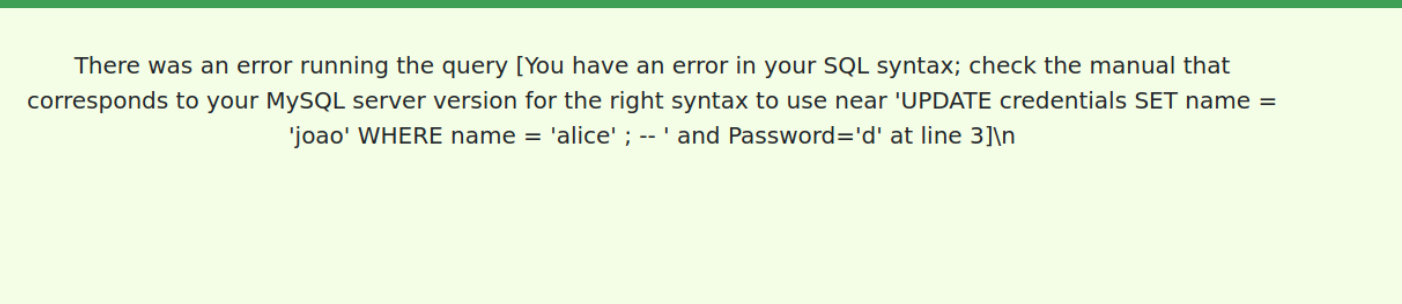 There was an error running the query [You have an error in your SQL syntax; check the manual that
corresponds to your MySQL server version for the right syntax to use near 'UPDATE credentials SET name =
'joao' WHERE name = 'alice' ; -- ' and Password='d' at line 3]\n